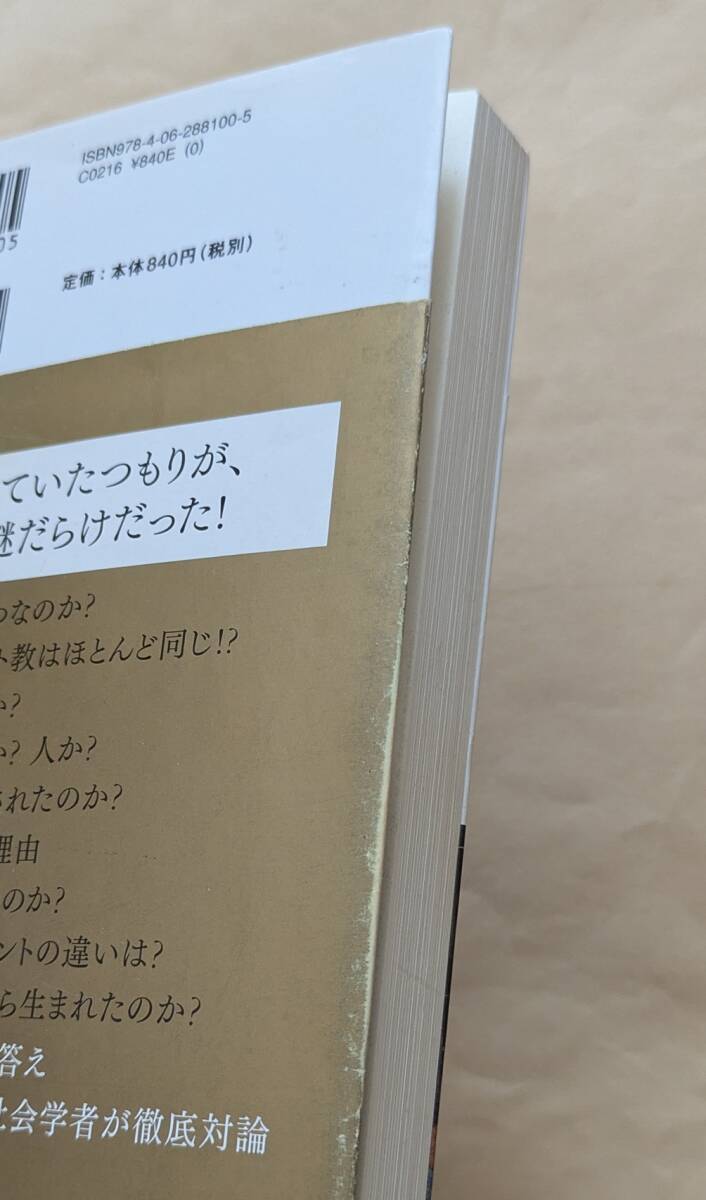 ISBN978-4-06-288100-5
C0216 ¥840E (0)
05
定価：本体840円（税別）
ていたつもりが、
謎だらけだった！
つなのか？
ト教はほとんど同じ!?
か？
い？ 人か？
されたのか？
理由
のか？
ントの違いは？
ら生まれたのか？
答え
社会学者が徹底対論